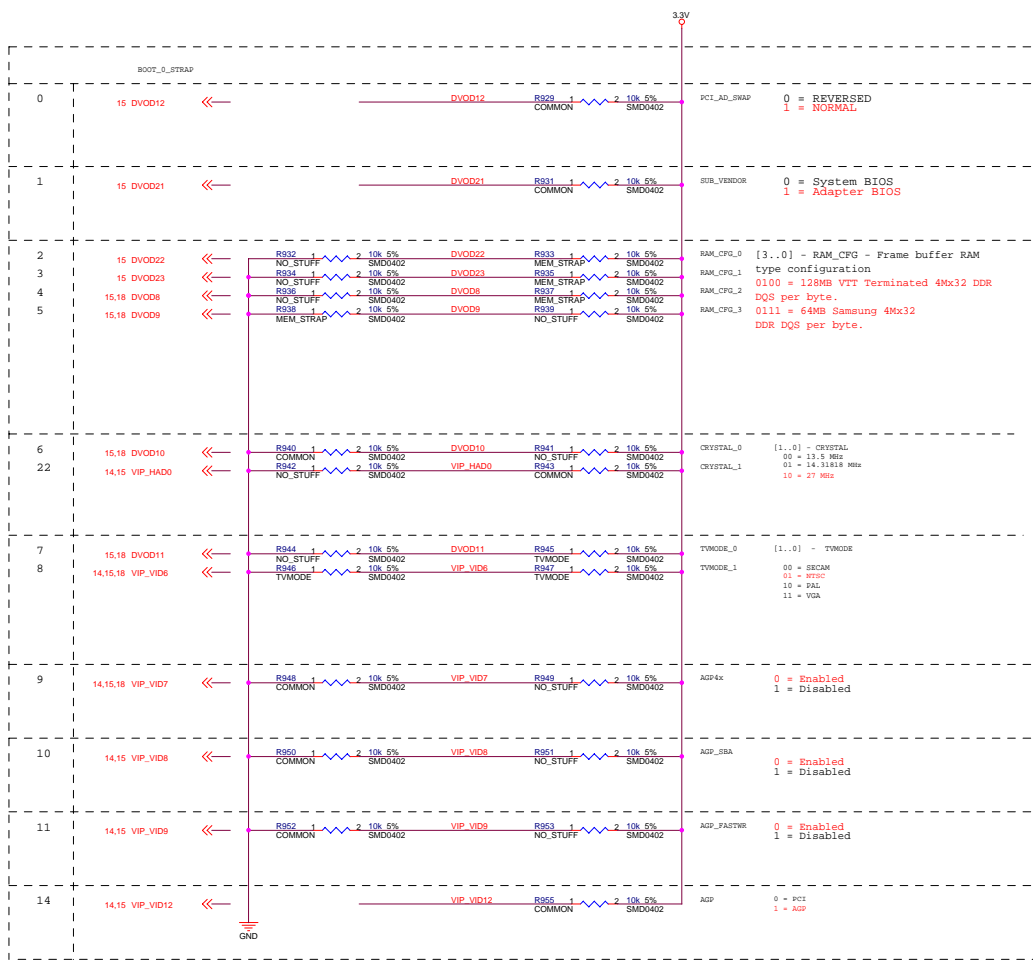 3.3V
BOOT_0_STRAP
0 15 DVOD12 DVOD12 R929 1 2 10k 5% PCI_AD_SWAP 0 = REVERSED
COMMON SMD0402 1 = NORMAL
1 15 DVOD21 DVOD21 R931 1 2 10k 5% SUB_VENDOR 0 = System BIOS
COMMON SMD0402 1 = Adapter BIOS
2 15 DVOD22 R932 1 2 10k 5% DVOD22 R933 1 2 10k 5% RAM_CFG_0 [3..0] - RAM_CFG - Frame buffer RAM
NO_STUFF SMD0402 MEM_STRAP SMD0402 type configuration
3 15 DVOD23 R934 1 2 10k 5% DVOD23 R935 1 2 10k 5% RAM_CFG_1
NO_STUFF SMD0402 MEM_STRAP SMD0402 0100 = 128MB VTT Terminated 4Mx32 DDR
4 15,18 DVOD8 R936 1 2 10k 5% DVOD8 R937 1 2 10k 5% RAM_CFG_2 DQS per byte.
NO_STUFF SMD0402 MEM_STRAP SMD0402
5 15,18 DVOD9 R938 1 2 10k 5% DVOD9 R939 1 2 10k 5% RAM_CFG_3 0111 = 64MB Samsung 4Mx32
MEM_STRAP SMD0402 NO_STUFF SMD0402 DDR DQS per byte.
6 15,18 DVOD10 R940 1 2 10k 5% DVOD10 R941 1 2 10k 5% CRYSTAL_0 [1..0] - CRYSTAL
COMMON SMD0402 NO_STUFF SMD0402 00 = 13.5 MHz
22 14,15 VIP_HAD0 R942 1 2 10k 5% VIP_HAD0 R943 1 2 10k 5% CRYSTAL_1 01 = 14.31818 MHz
NO_STUFF SMD0402 COMMON SMD0402 10 = 27 MHz
7 15,18 DVOD11 R944 1 2 10k 5% DVOD11 R945 1 2 10k 5% TVMODE_0 [1..0] - TVMODE
NO_STUFF SMD0402 TVMODE SMD0402
8 14,15,18 VIP_VID6 R946 1 2 10k 5% VIP_VID6 R947 1 2 10k 5% TVMODE_1 00 = SECAM
TVMODE SMD0402 TVMODE SMD0402 01 = NTSC
10 = PAL
11 = VGA
9 14,15,18 VIP_VID7 R948 1 2 10k 5% VIP_VID7 R949 1 2 10k 5% AGP4x 0 = Enabled
COMMON SMD0402 NO_STUFF SMD0402 1 = Disabled
10 14,15 VIP_VID8 R950 1 2 10k 5% VIP_VID8 R951 1 2 10k 5% AGP_SBA 0 = Enabled
COMMON SMD0402 NO_STUFF SMD0402 1 = Disabled
11 14,15 VIP_VID9 R952 1 2 10k 5% VIP_VID9 R953 1 2 10k 5% AGP_FASTWR 0 = Enabled
COMMON SMD0402 NO_STUFF SMD0402 1 = Disabled
14 14,15 VIP_VID12 VIP_VID12 R955 1 2 10k 5% AGP 0 = PCI
COMMON SMD0402 1 = AGP
GND